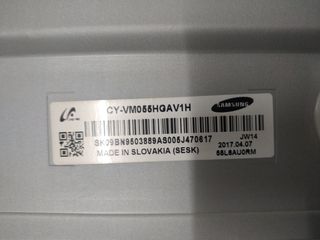 CY-VM055HGAV1H
SAMSUNG
SK09BN9503889AS005J470617
JW14
2017.04.07
MADE IN SLOVAKIA (SESK)
55L6AU0RM